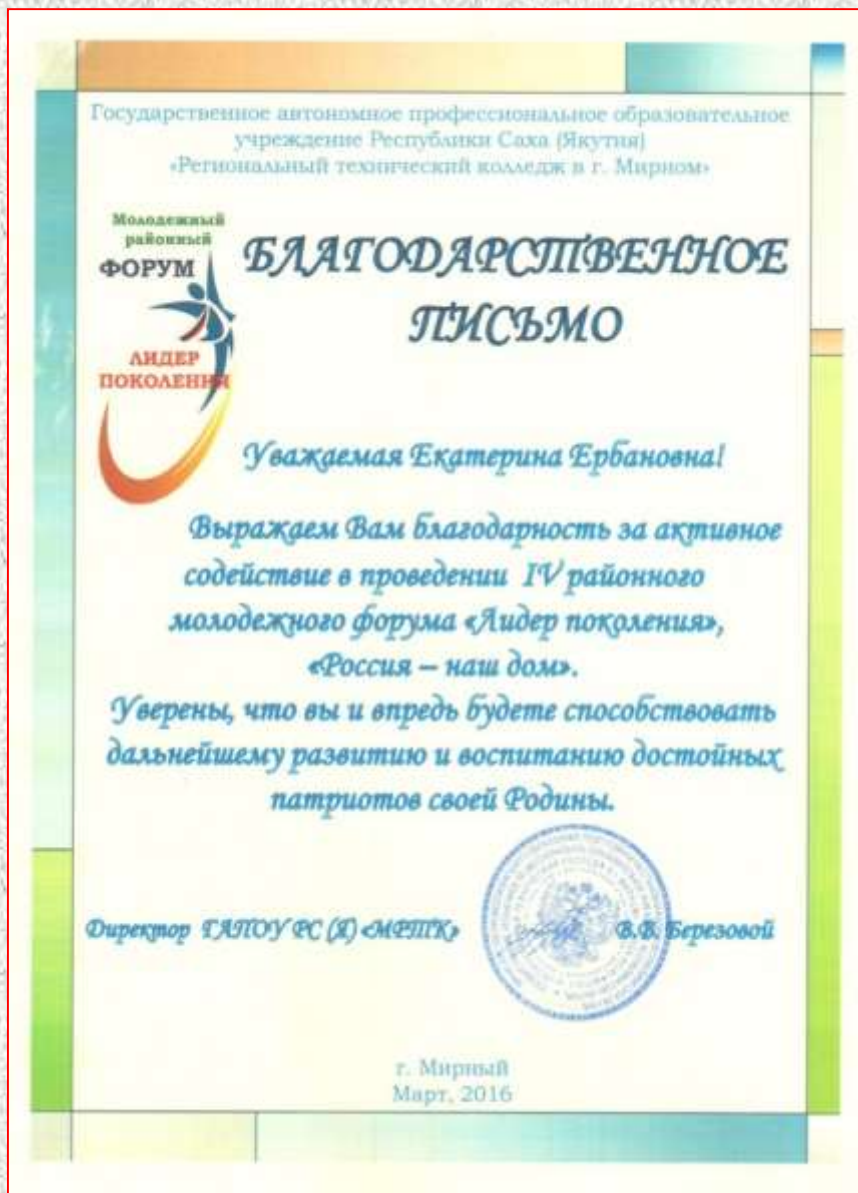 Государственное автономное профессиональное образовательное
учреждение Республики Саха (Якутия)
«Региональный технический колледж в г. Мирном»
Молодежный
районный
ФОРУМ
ЛИДЕР
ПОКОЛЕНИЯ
БЛАГОДАРСТВЕННОЕ
ПИСЬМО
Уважаемая Екатерина Ербановна!
Выражаем Вам благодарность за активное
содействие в проведении IV районного
молодежного форума «Лидер поколения»,
«Россия – наш дом».
Уверены, что вы и впредь будете способствовать
дальнейшему развитию и воспитанию достойных
патриотов своей Родины.
Директор ГАПОУ РС (Я) «МРТК» В.В. Березовой
г. Мирный
Март, 2016